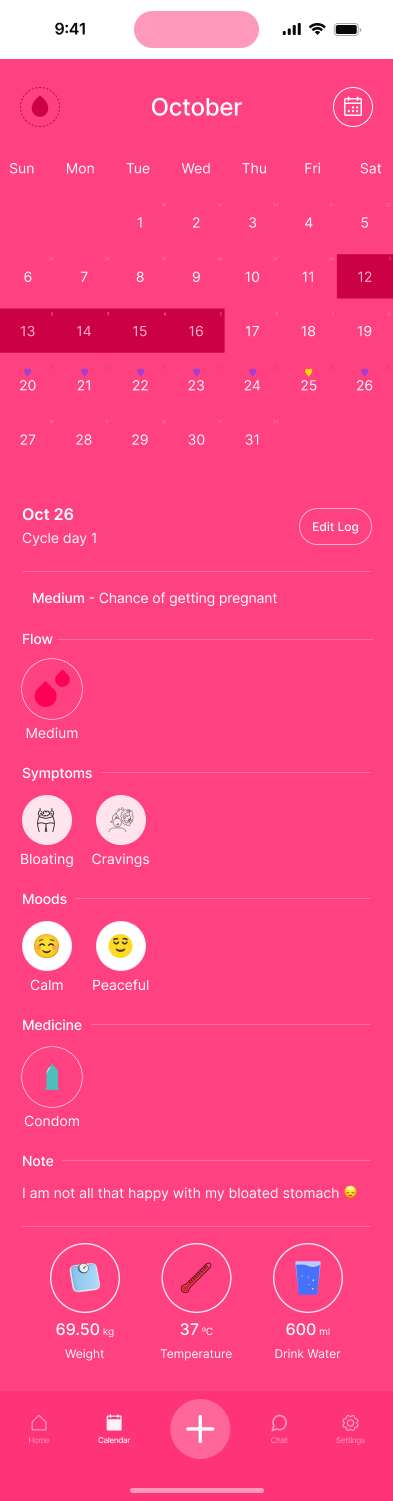 9:41
October
Sun Mon Tue Wed Thu Fri Sat
1 2 3 4 5
6 7 8 9 10 11 12
13 14 15 16 17 18 19
20 21 22 23 24 25 26
27 28 29 30 31
Oct 26
Cycle day 1
Edit Log
Medium - Chance of getting pregnant
Flow
Medium
Symptoms
Bloating Cravings
Moods
Calm Peaceful
Medicine
Condom
Note
I am not all that happy with my bloated stomach 😞
69.50 kg 37 ºC 600 ml
Weight Temperature Drink Water
Home Calendar Chat Settings